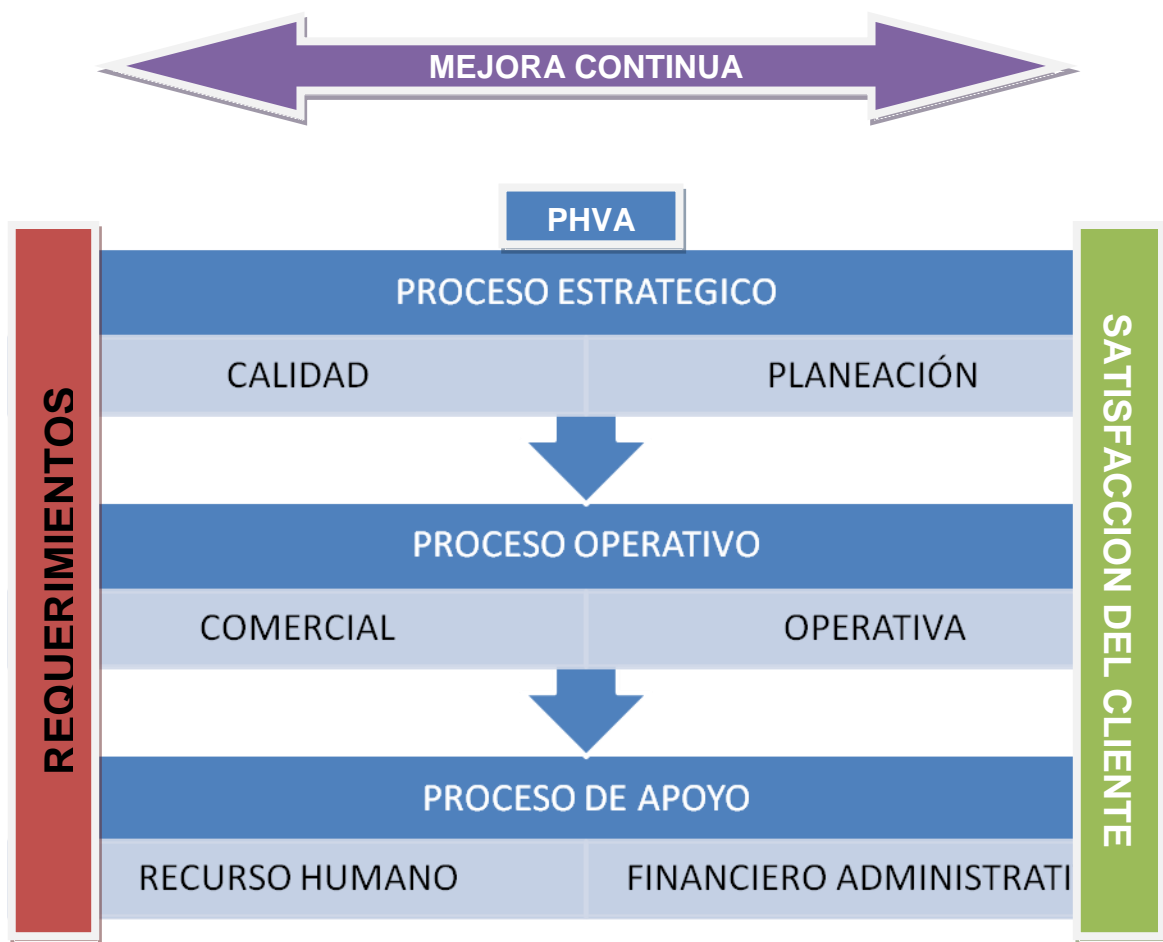 MEJORA CONTINUA
PHVA
PROCESO ESTRATEGICO
CALIDAD
PLANEACIÓN
PROCESO OPERATIVO
COMERCIAL
OPERATIVA
PROCESO DE APOYO
RECURSO HUMANO
FINANCIERO ADMINISTRATI
REQUERIMIENTOS
SATISFACCION DEL CLIENTE